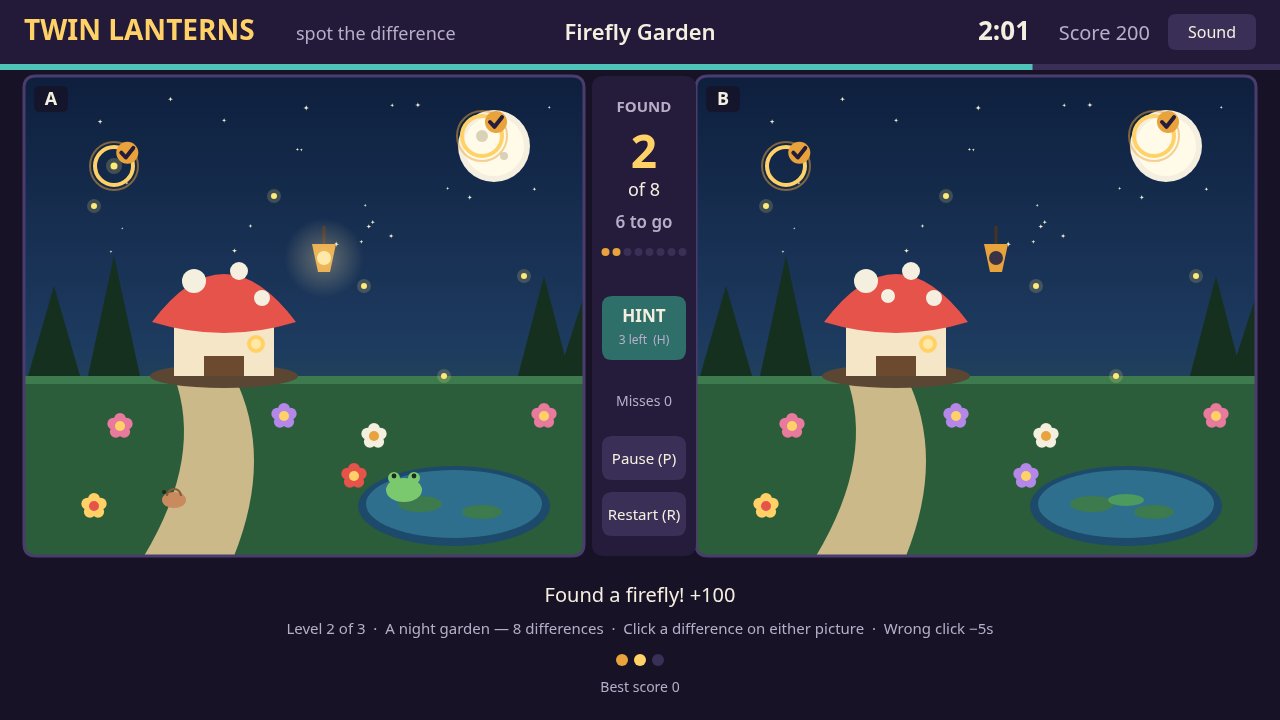 TWIN LANTERNS
spot the difference
Firefly Garden
2:01
Score 200
Sound
A
FOUND
2
of 8
6 to go
HINT
3 left (H)
Misses 0
Pause (P)
Restart (R)
B
Found a firefly! +100
Level 2 of 3 · A night garden — 8 differences · Click a difference on either picture · Wrong click −5s
Best score 0